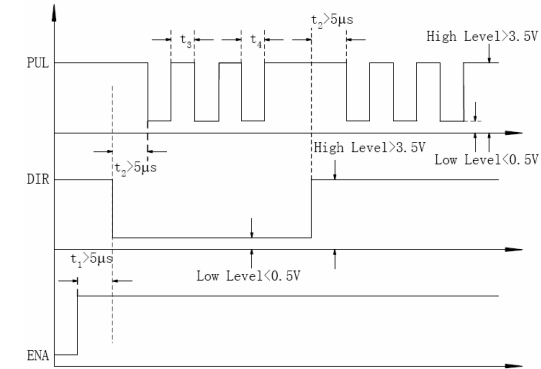 t₂>5μs
High Level>3.5V
t₃
t₄
PUL
High Level>3.5V
Low Level<0.5V
t₂>5μs
DIR
t₁>5μs
Low Level<0.5V
ENA